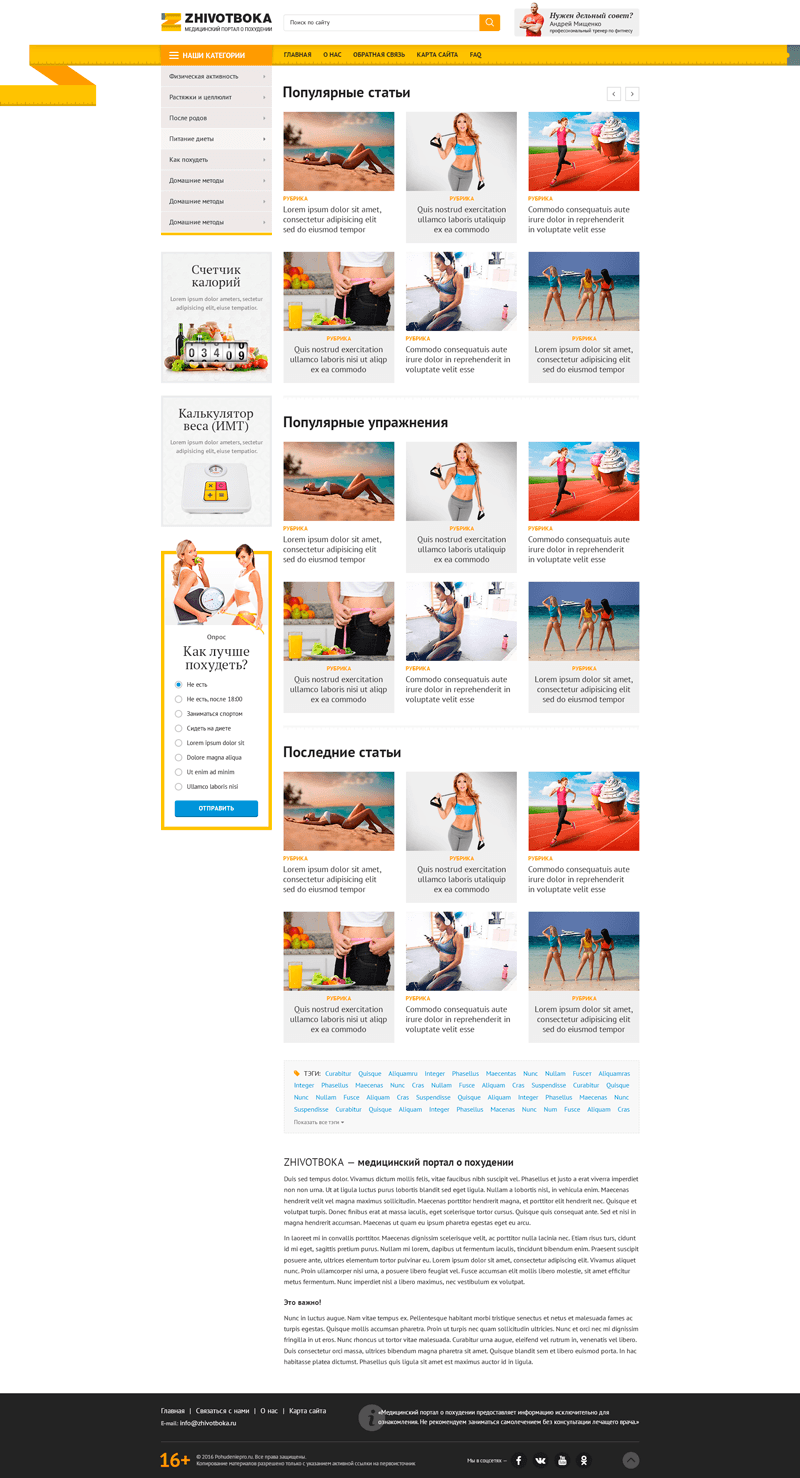 ZHIVOTBOKA
МЕДИЦИНСКИЙ ПОРТАЛ О ПОХУДЕНИИ
Поиск по сайту
Нужен дельный совет?
Андрей Мищенко
профессиональный тренер по фитнесу
НАШИ КАТЕГОРИИ
ГЛАВНАЯ О НАС ОБРАТНАЯ СВЯЗЬ КАРТА САЙТА FAQ
Физическая активность
Растяжки и целлюлит
После родов
Питание диеты
Как похудеть
Домашние методы
Домашние методы
Домашние методы
Счетчик
калорий
Lorem ipsum dolor ameters, sectetur
adipisicing elit, eiuse tempatior.
03409
Калькулятор
веса (ИМТ)
Lorem ipsum dolor ameters, sectetur
adipisicing elit, eiuse tempatior.
Опрос
Как лучше
похудеть?
Не есть
Не есть, после 18:00
Заниматься спортом
Сидеть на диете
Lorem ipsum dolor sit
Dolore magna aliqua
Ut enim ad minim
Ullamco laboris nisi
ОТПРАВИТЬ
Популярные статьи
РУБРИКА
Lorem ipsum dolor sit amet,
consectetur adipisicing elit
sed do eiusmod tempor
РУБРИКА
Quis nostrud exercitation
ullamco laboris utaliquip
ex ea commodo
РУБРИКА
Commodo consequatuis aute
irure dolor in reprehenderit
in voluptate velit esse
РУБРИКА
Quis nostrud exercitation
ullamco laboris nisi ut aliqp
ex ea commodo
РУБРИКА
Commodo consequatuis aute
irure dolor in reprehenderit in
voluptate velit esse
РУБРИКА
Lorem ipsum dolor sit amet,
consectetur adipisicing elit
sed do eiusmod tempor
Популярные упражнения
РУБРИКА
Lorem ipsum dolor sit amet,
consectetur adipisicing elit
sed do eiusmod tempor
РУБРИКА
Quis nostrud exercitation
ullamco laboris utaliquip
ex ea commodo
РУБРИКА
Commodo consequatuis aute
irure dolor in reprehenderit
in voluptate velit esse
РУБРИКА
Quis nostrud exercitation
ullamco laboris nisi ut aliqp
ex ea commodo
РУБРИКА
Commodo consequatuis aute
irure dolor in reprehenderit in
voluptate velit esse
РУБРИКА
Lorem ipsum dolor sit amet,
consectetur adipisicing elit
sed do eiusmod tempor
Последние статьи
РУБРИКА
Lorem ipsum dolor sit amet,
consectetur adipisicing elit
sed do eiusmod tempor
РУБРИКА
Quis nostrud exercitation
ullamco laboris utaliquip
ex ea commodo
РУБРИКА
Commodo consequatuis aute
irure dolor in reprehenderit
in voluptate velit esse
РУБРИКА
Quis nostrud exercitation
ullamco laboris nisi ut aliqp
ex ea commodo
РУБРИКА
Commodo consequatuis aute
irure dolor in reprehenderit in
voluptate velit esse
РУБРИКА
Lorem ipsum dolor sit amet,
consectetur adipisicing elit
sed do eiusmod tempor
ТЭГИ: Curabitur Quisque Aliquamru Integer Phasellus Maecentas Nunc Nullam Fuscer Aliquamras
Integer Phasellus Maecenas Nunc Cras Nullam Fusce Aliquam Cras Suspendisse Curabitur Quisque
Nunc Nullam Fusce Aliquam Cras Suspendisse Quisque Aliquam Integer Phasellus Maecenas Nunc
Suspendisse Curabitur Quisque Aliquam Integer Phasellus Macenas Nunc Num Fusce Aliquam Cras
Показать все тэги
ZHIVOTBOKA — медицинский портал о похудении
Duis sed tempus dolor. Vivamus dictum mollis felis, vitae faucibus nibh suscipit vel. Phasellus et justo a erat viverra imperdiet
non non urna. Ut at ligula luctus purus lobortis blandit sed eget ligula. Nullam a lobortis nisl, in vehicula enim. Maecenas
hendrerit velit vel magna maximus sollicitudin. Maecenas porttitor hendrerit magna, et porttitor elit hendrerit nec. Quisque et
volutpat turpis. Donec finibus erat at massa iaculis, eget scelerisque tortor cursus. Quisque quis consequat ante. Sed et nisi in
magna hendrerit accumsan. Maecenas ut quam eu ipsum pharetra egestas eget eu arcu.
In laoreet mi in convallis porttitor. Maecenas dignissim scelerisque velit, ac porttitor nulla lacinia nec. Etiam risus turs, cidunt
id mi eget, sagittis pretium purus. Nullam mi lorem, dapibus ut fermentum iaculis, tincidunt bibendum enim. Praesent suscipit
posuere ante, ultrices elementum tortor pulvinar eu. Lorem ipsum dolor sit amet, consectetur adipiscing elit. Vivamus aliquet
nunc. Proin ullamcorper nisi urna, a posuere libero feugiat vel. Fusce accumsan elit mollis libero molestie, sit amet efficitur
metus fermentum. Nunc imperdiet nisl a libero maximus, nec vestibulum ex volutpat.
Это важно!
Nunc in luctus augue. Nam vitae tempus ex. Pellentesque habitant morbi tristique senectus et netus et malesuada fames ac
turpis egestas. Quisque mollis accumsan pharetra. Proin ut turpis nec quam sollicitudin ultricies. Nunc et orci nec mi dignissim
fringilla in ut eros. Nunc rhoncus ut tortor vitae malesuada. Curabitur urna augue, eleifend vel rutrum in, venenatis vel libero.
Duis consectetur orci massa, ultrices bibendum magna pharetra sit amet. Quisque blandit sem et libero euismod porta. In hac
habitasse platea dictumst. Phasellus quis ligula sit amet est maximus auctor id in ligula.
Главная | Связаться с нами | О нас | Карта сайта
E-mail: info@zhivotboka.ru
«Медицинский портал о похудении предоставляет информацию исключительно для
ознакомления. Не рекомендуем заниматься самолечением без консультации лечащего врача.»
16+
© 2016 Pohudeniepro.ru. Все права защищены.
Копирование материалов разрешено только с указанием активной ссылки на первоисточник
Мы в соцсетях —